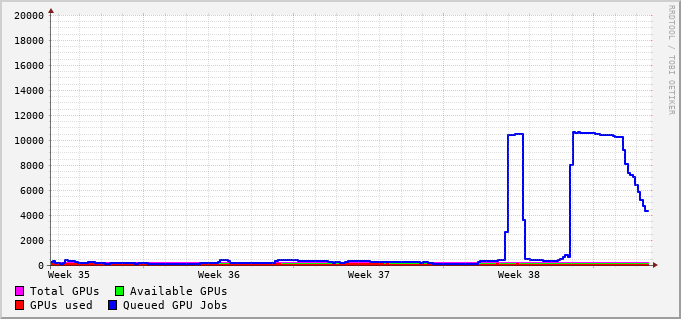 20000
18000
16000
14000
12000
10000
8000
6000
4000
2000
0
Week 35 Week 36 Week 37 Week 38
Total GPUs Available GPUs
GPUs used Queued GPU Jobs
RRDTOOL / TOBI OETIKER